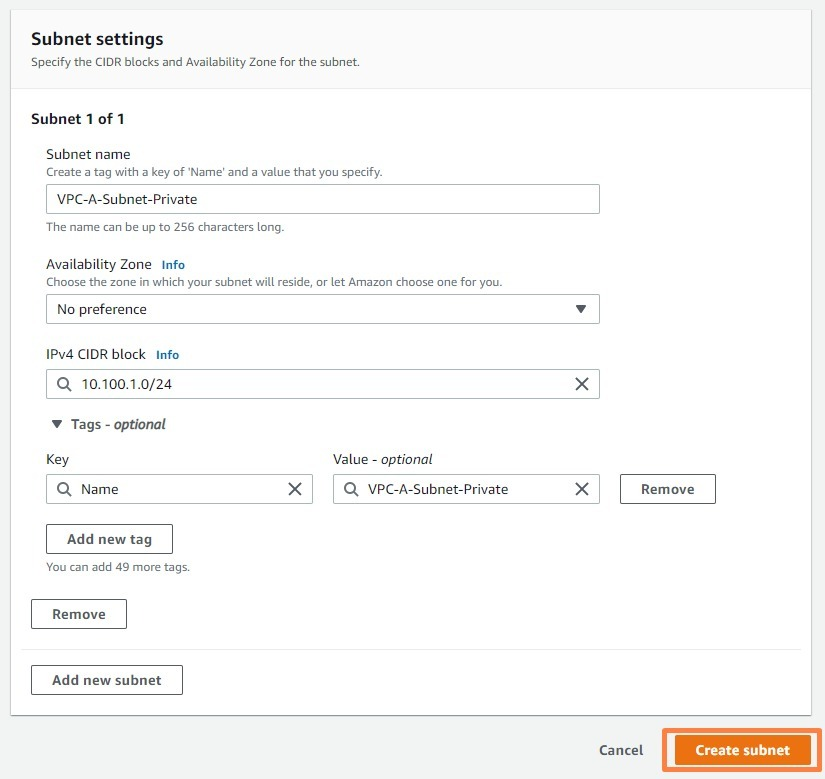 Subnet settings
Specify the CIDR blocks and Availability Zone for the subnet.
Subnet 1 of 1
Subnet name
Create a tag with a key of 'Name' and a value that you specify.
VPC-A-Subnet-Private
The name can be up to 256 characters long.
Availability Zone Info
Choose the zone in which your subnet will reside, or let Amazon choose one for you.
No preference
IPv4 CIDR block Info
10.100.1.0/24
Tags - optional
Key Value - optional
Name VPC-A-Subnet-Private Remove
Add new tag
You can add 49 more tags.
Remove
Add new subnet
Cancel Create subnet